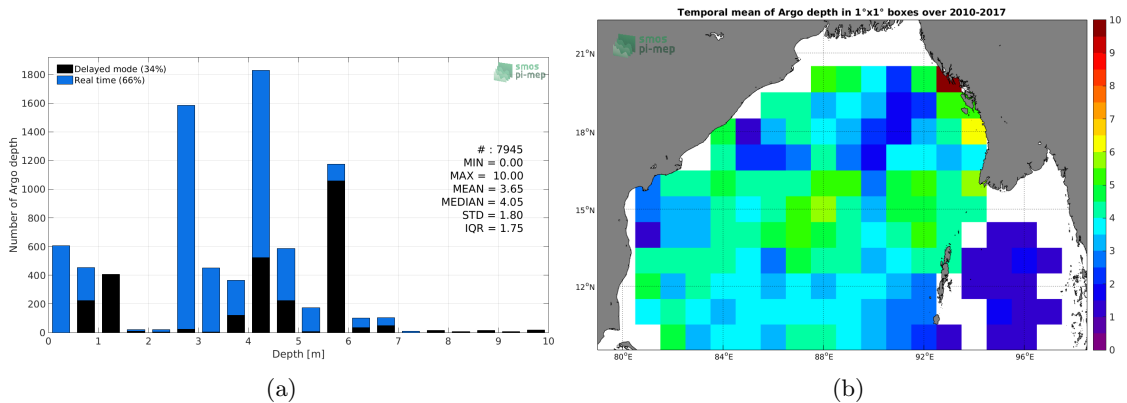 Delayed mode (34%)
Real time (66%)
smos
pi-mep
Number of Argo depth
1800
1600
1400
1200
1000
800
600
400
200
0
# : 7945
MIN = 0.00
MAX = 10.00
MEAN = 3.65
MEDIAN = 4.05
STD = 1.80
IQR = 1.75
0 1 2 3 4 5 6 7 8 9 10
Depth [m]
(a)
Temporal mean of Argo depth in 1°x1° boxes over 2010-2017
smos
pi-mep
21°N
18°N
15°N
12°N
80°E 84°E 88°E 92°E 96°E
10
9
8
7
6
5
4
3
2
1
0
(b)